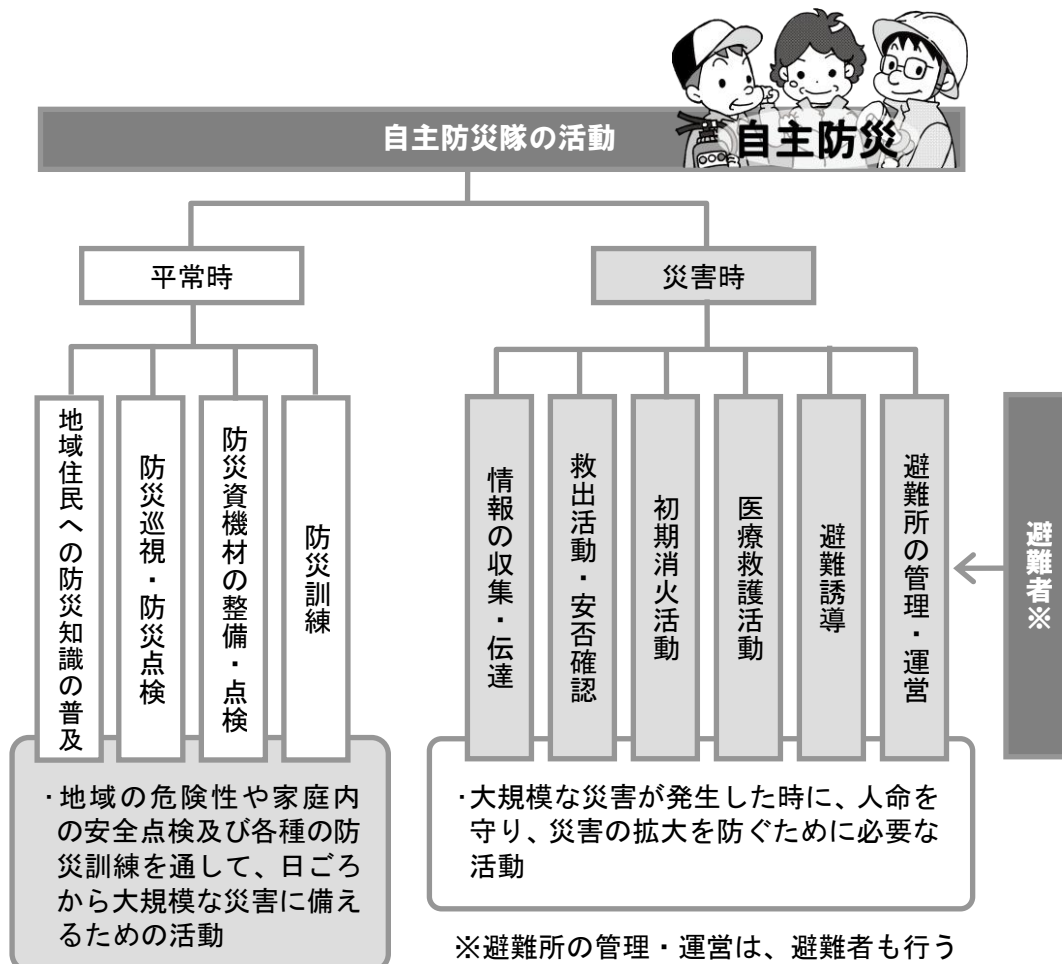 自主防災隊の活動
自主防災
平常時
災害時
地域住民への防災知識の普及
防災巡視・防災点検
防災資機材の整備・点検
防災訓練
情報の収集・伝達
救出活動・安否確認
初期消火活動
医療救護活動
避難誘導
避難所の管理・運営
避難者※
・地域の危険性や家庭内
の安全点検及び各種の防
災訓練を通して、日ごろ
から大規模な災害に備え
るための活動
・大規模な災害が発生した時に、人命を
守り、災害の拡大を防ぐために必要な
活動
※避難所の管理・運営は、避難者も行う